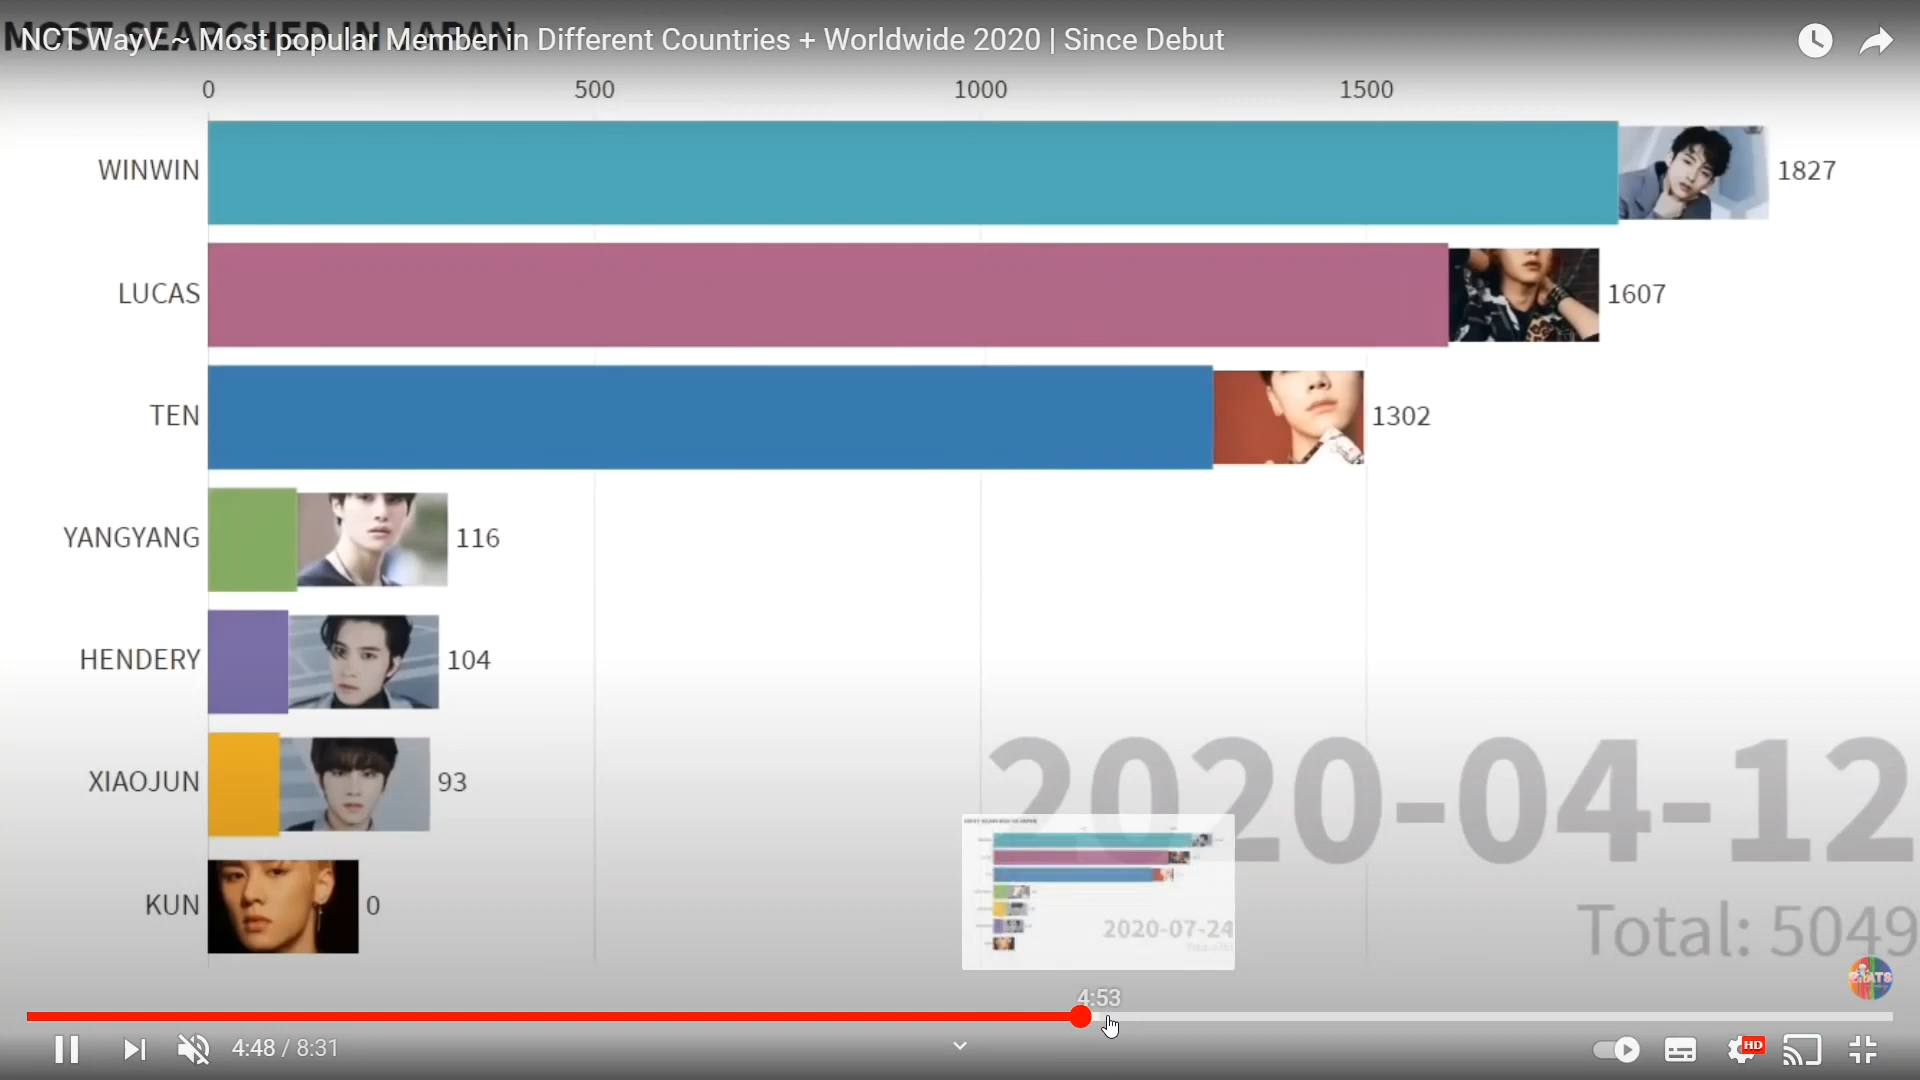 MOST SEARCHED IN JAPAN
NCT WayV ~ Most popular Member in Different Countries + Worldwide 2020 | Since Debut
0 500 1000 1500
WINWIN 1827
LUCAS 1607
TEN 1302
YANGYANG 116
HENDERY 104
XIAOJUN 93
KUN 0
2020-04-12
Total: 5049
2020-07-24
4:53
4:48 / 8:31
HD